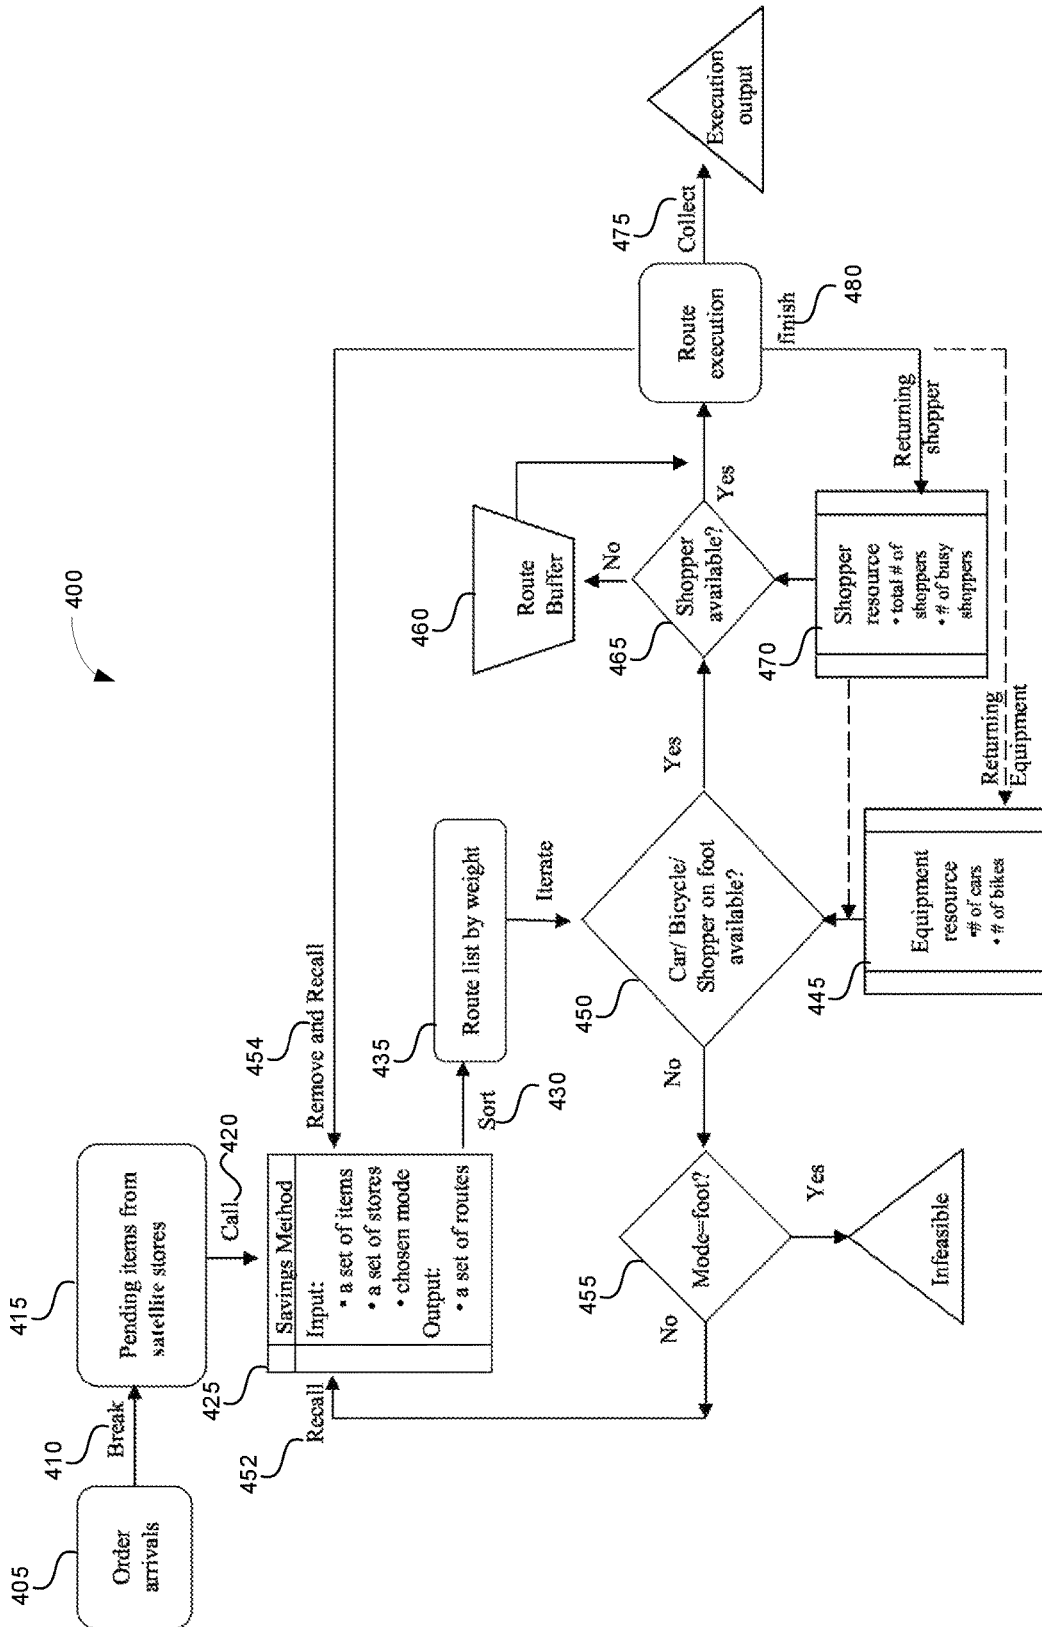 400
405
Order
arrivals
410
Break
415
Pending items from
satellite stores
Call
420
425
Savings Method
Input:
* a set of items
* a set of stores
• chosen mode
Output:
* a set of routes
452
Recall
454
Remove and Recall
Sort
430
435
Route list by weight
Iterate
450
Car/ Bicycle/
Shopper on foot
available?
No
Yes
455
Mode=foot?
No
Yes
Infeasible
445
Equipment
resource
*# of cars
• # of bikes
460
Route
Buffer
No
465
Shopper
available?
Yes
470
Shopper
resource
• total # of
shoppers
• # of busy
shoppers
Returning
shopper
Returning
Equipment
Route
execution
finish
480
475
Collect
Execution
output